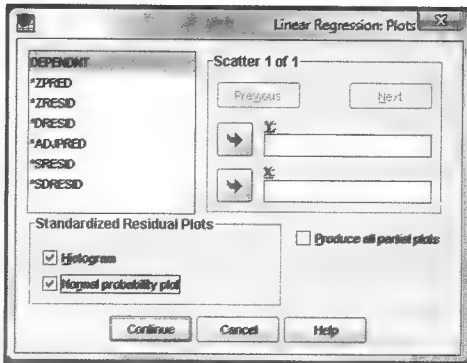 Linear Regression: Plots
DEPENDNT
*ZPRED
*ZRESID
*DRESID
*ADJPRED
*SRESID
*SDRESID
Scatter 1 of 1
Previous
Next
Y:
X:
Standardized Residual Plots
Histogram
Normal probability plot
Produce all partial plots
Continue
Cancel
Help